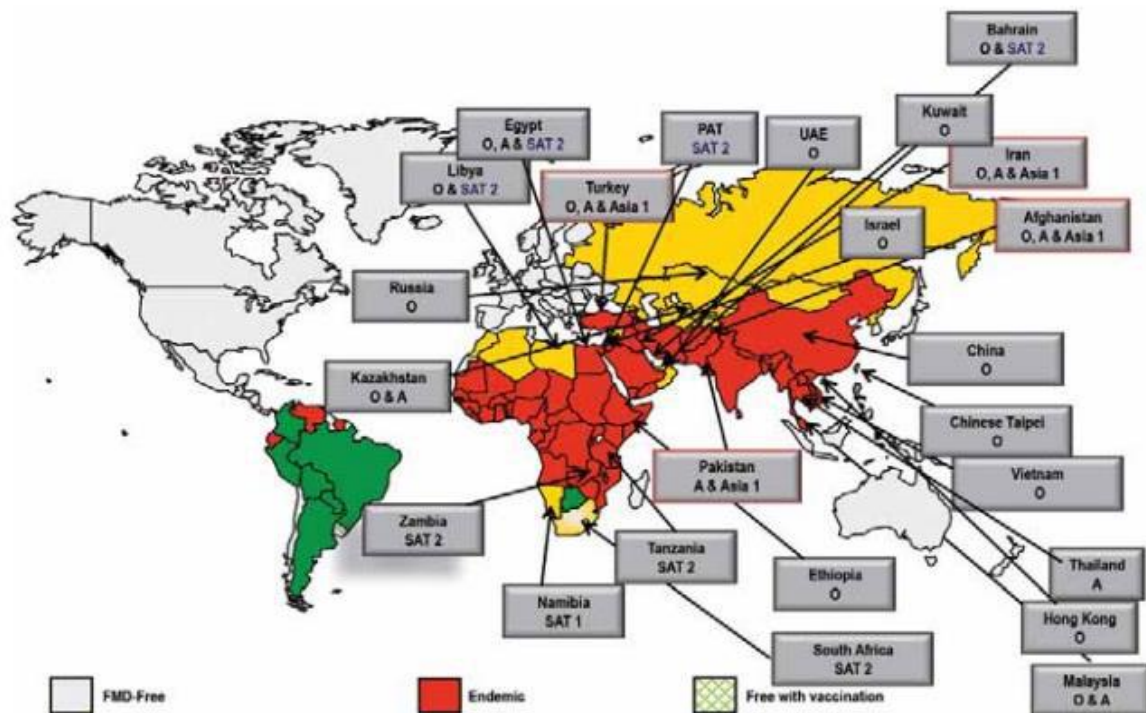 Bahrain
O & SAT 2
Egypt
O, A & SAT 2
PAT
SAT 2
UAE
O
Kuwait
O
Libya
O & SAT 2
Turkey
O, A & Asia 1
Iran
O, A & Asia 1
Israel
O
Afghanistan
O, A & Asia 1
Russia
O
China
O
Kazakhstan
O & A
Chinese Taipei
O
Pakistan
A & Asia 1
Vietnam
O
Zambia
SAT 2
Tanzania
SAT 2
Ethiopia
O
Thailand
A
Namibia
SAT 1
Hong Kong
O
South Africa
SAT 2
Malaysia
O & A
FMD-Free
Endemic
Free with vaccination